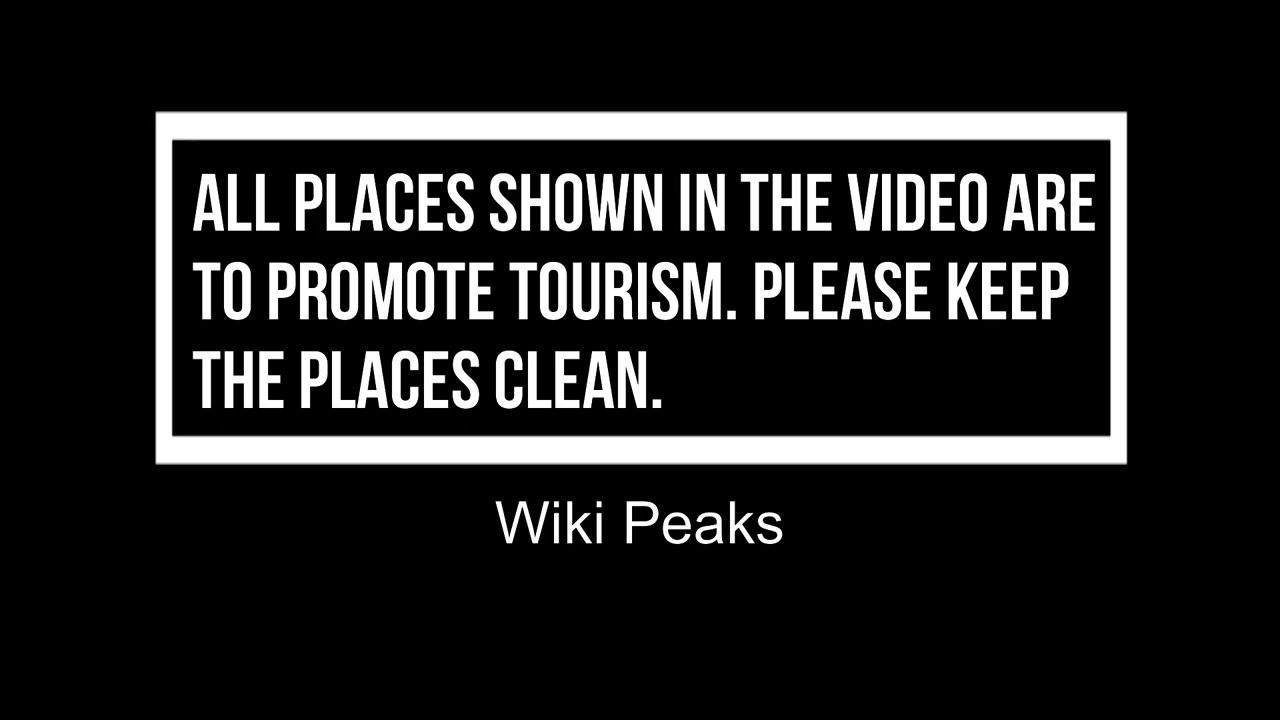 ALL PLACES SHOWN IN THE VIDEO ARE
TO PROMOTE TOURISM. PLEASE KEEP
THE PLACES CLEAN.
Wiki Peaks